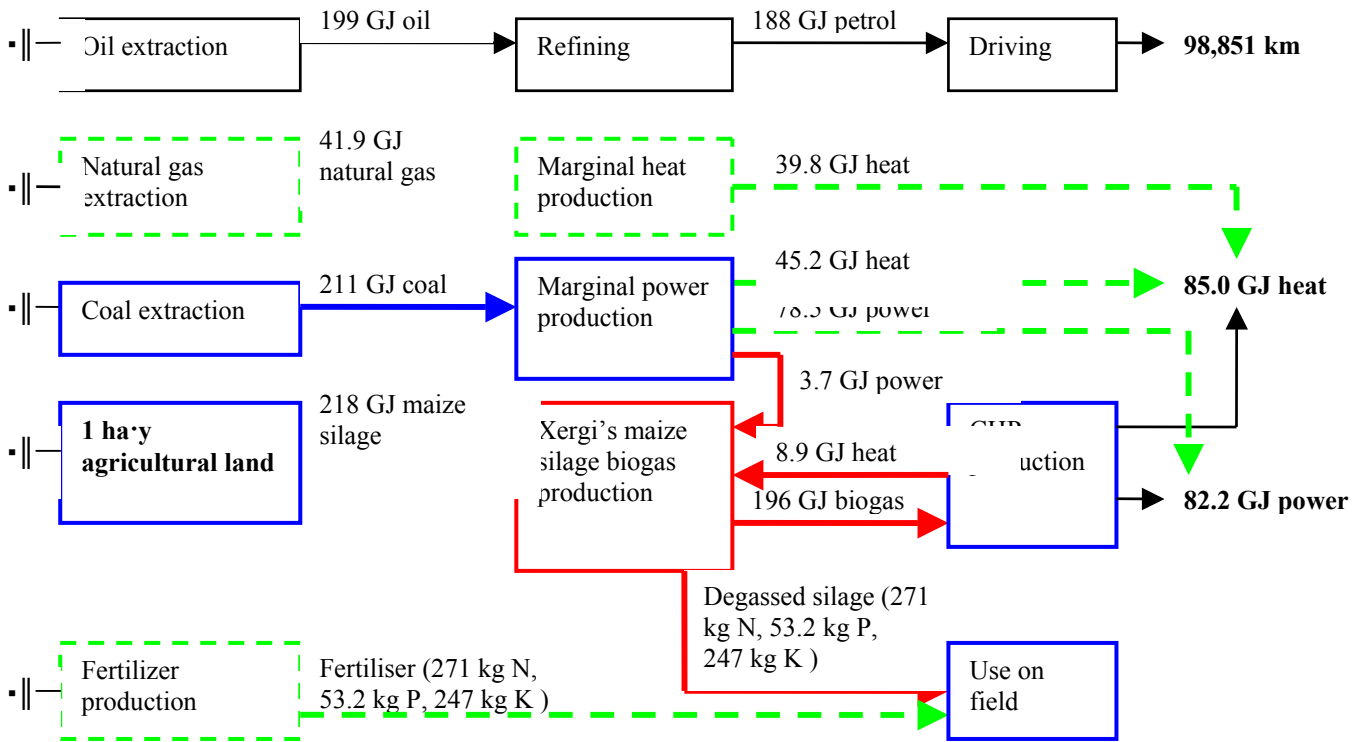 Oil extraction
199 GJ oil
Refining
188 GJ petrol
Driving
98,851 km
Natural gas
extraction
41.9 GJ
natural gas
Marginal heat
production
39.8 GJ heat
Coal extraction
211 GJ coal
Marginal power
production
45.2 GJ heat
78.5 GJ power
85.0 GJ heat
3.7 GJ power
1 ha·y
agricultural land
218 GJ maize
silage
Xergi's maize
silage biogas
production
8.9 GJ heat
196 GJ biogas
82.2 GJ power
Degassed silage (271
kg N, 53.2 kg P,
247 kg K )
Fertilizer
production
Fertiliser (271 kg N,
53.2 kg P, 247 kg K )
Use on
field